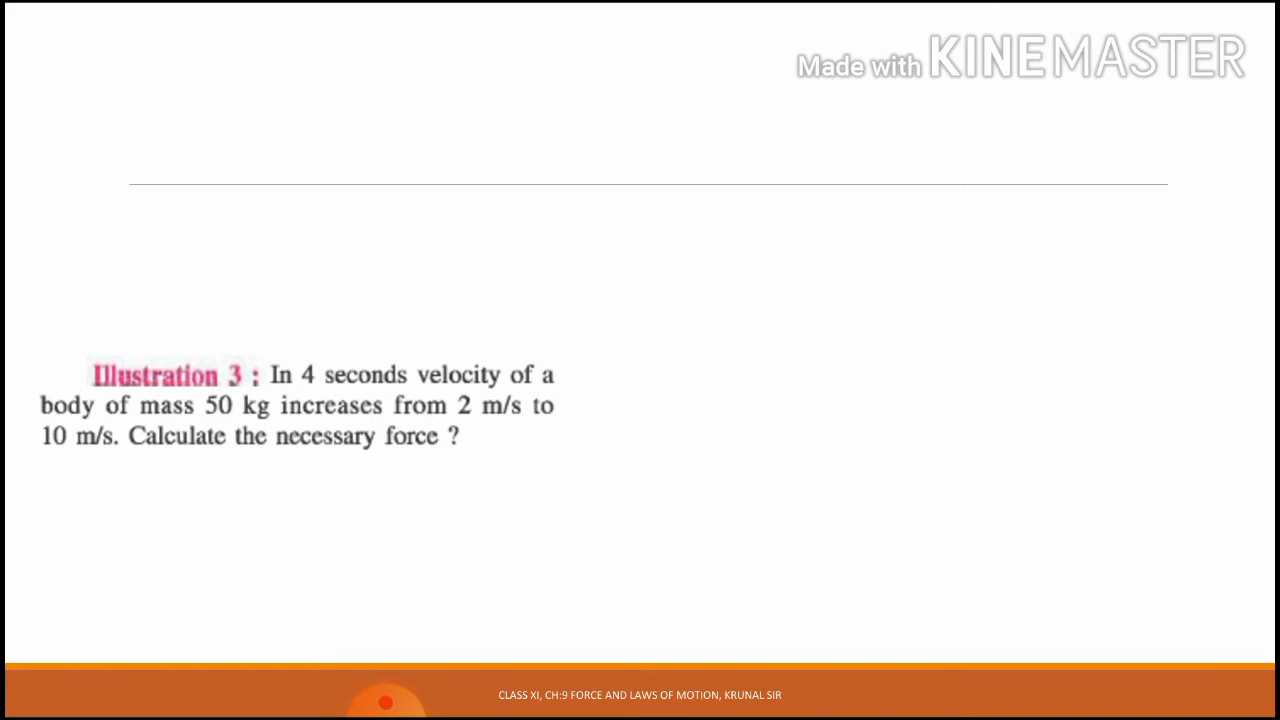 Made with KINEMASTER
Illustration 3 : In 4 seconds velocity of a
body of mass 50 kg increases from 2 m/s to
10 m/s. Calculate the necessary force ?
CLASS XI, CH:9 FORCE AND LAWS OF MOTION, KRUNAL SIR